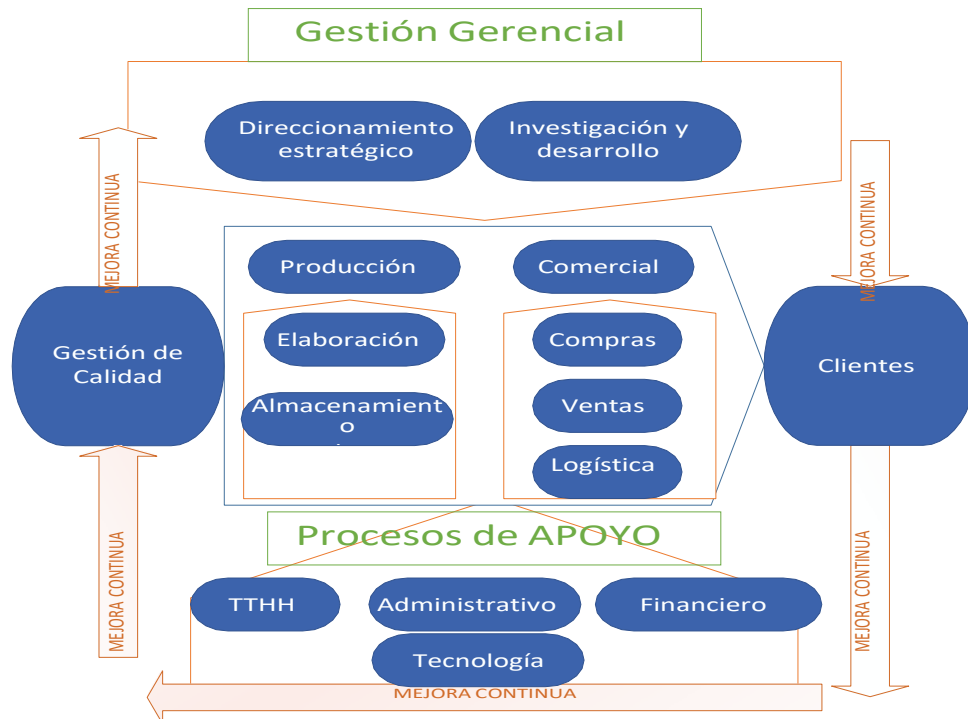 Gestión Gerencial
Direccionamiento
estratégico
Investigación y
desarrollo
MEJORA CONTINUA
MEJORA CONTINUA
Producción
Comercial
Gestión de
Calidad
Elaboración
Almacenamient
o
Compras
Ventas
Logística
Clientes
Procesos de APOYO
MEJORA CONTINUA
MEJORA CONTINUA
TTHH
Administrativo
Financiero
Tecnología
MEJORA CONTINUA